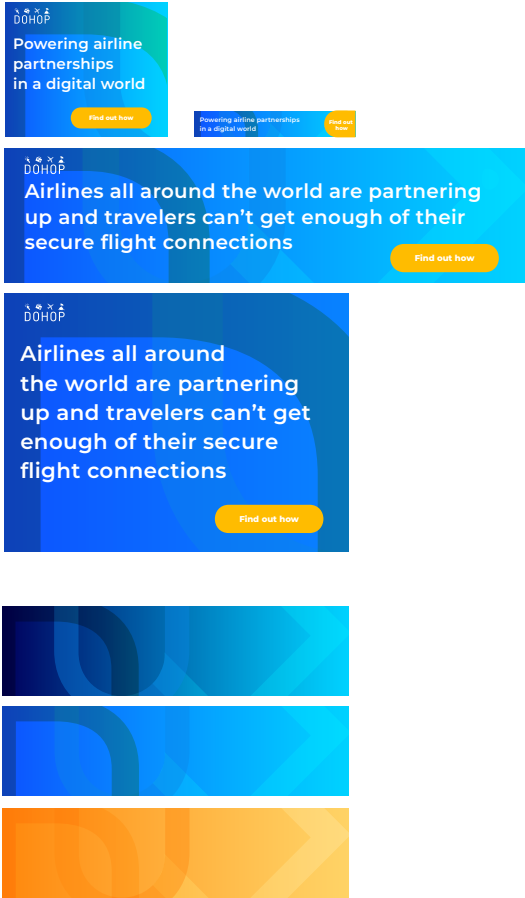 DOHOP
Powering airline
partnerships
in a digital world
Find out how
Powering airline partnerships
in a digital world
Find out
how
DOHOP
Airlines all around the world are partnering
up and travelers can’t get enough of their
secure flight connections
Find out how
DOHOP
Airlines all around
the world are partnering
up and travelers can’t get
enough of their secure
flight connections
Find out how